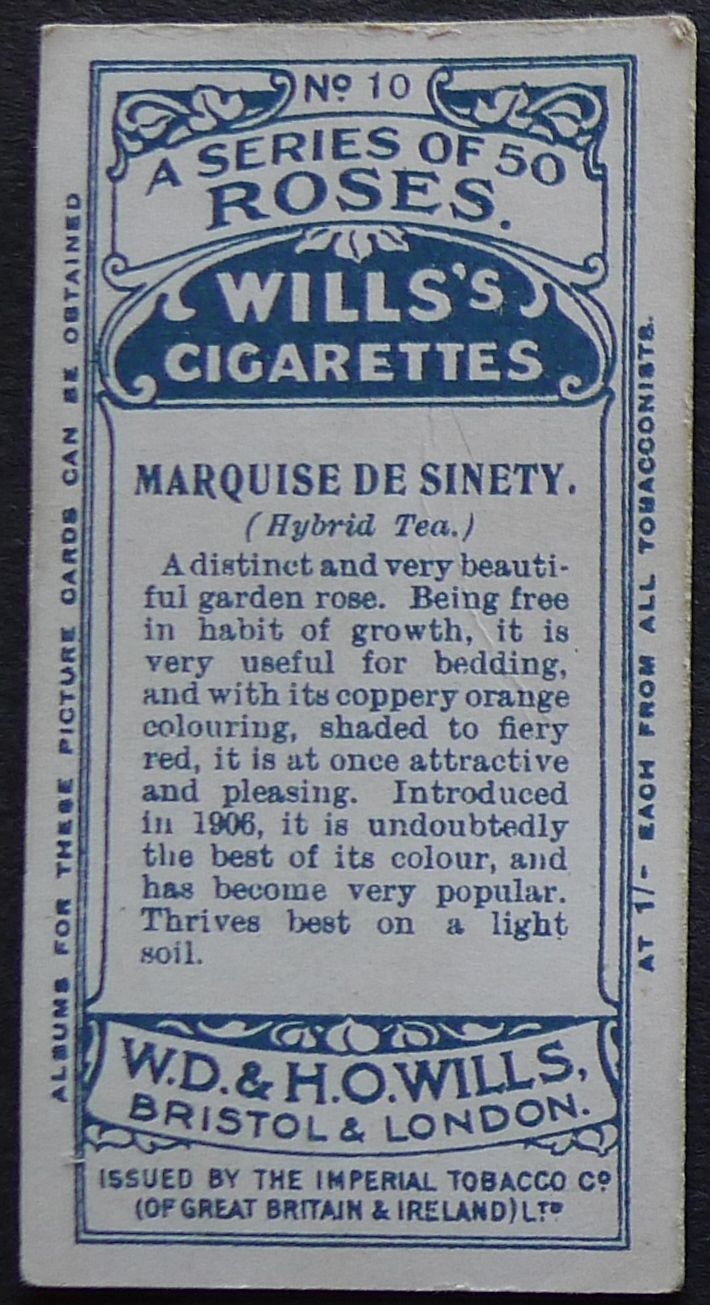 Nº 10
A SERIES OF 50
ROSES.
WILLS'S
CIGARETTES
MARQUISE DE SINETY.
(Hybrid Tea.)
A distinct and very beauti-
ful garden rose. Being free
in habit of growth, it is
very useful for bedding,
and with its coppery orange
colouring, shaded to fiery
red, it is at once attractive
and pleasing. Introduced
in 1906, it is undoubtedly
the best of its colour, and
has become very popular.
Thrives best on a light
soil.
W.D. & H.O. WILLS,
BRISTOL & LONDON.
ISSUED BY THE IMPERIAL TOBACCO Cº
(OF GREAT BRITAIN & IRELAND) LTD
ALBUMS FOR THESE PICTURE CARDS CAN BE OBTAINED
AT 1/- EACH FROM ALL TOBACCONISTS.